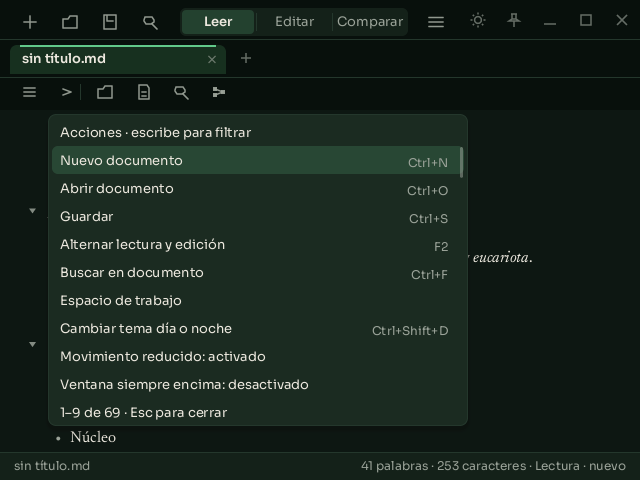 Leer Editar Comparar
sin título.md
Acciones · escribe para filtrar
Nuevo documento Ctrl+N
Abrir documento Ctrl+O
Guardar Ctrl+S
Alternar lectura y edición F2
Buscar en documento Ctrl+F
eucariota.
Espacio de trabajo
Cambiar tema día o noche Ctrl+Shift+D
Movimiento reducido: activado
Ventana siempre encima: desactivado
1–9 de 69 · Esc para cerrar
• Núcleo
sin título.md 41 palabras · 253 caracteres · Lectura · nuevo